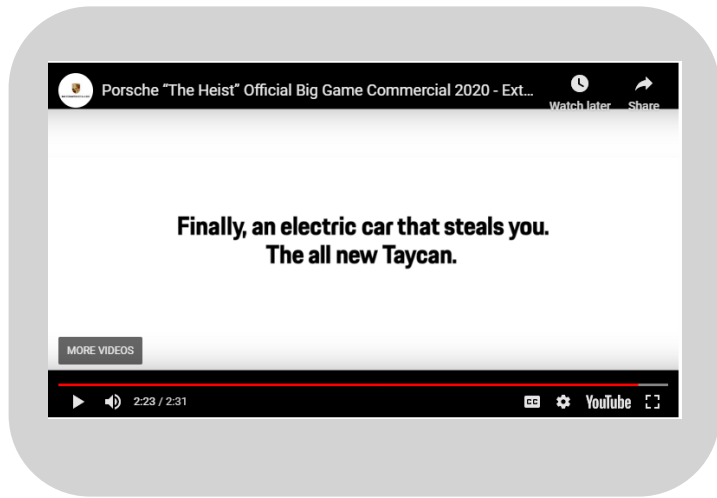 Porsche “The Heist” Official Big Game Commercial 2020 - Ext...
Watch later
Share
Finally, an electric car that steals you.
The all new Taycan.
MORE VIDEOS
2:23 / 2:31
CC
YouTube